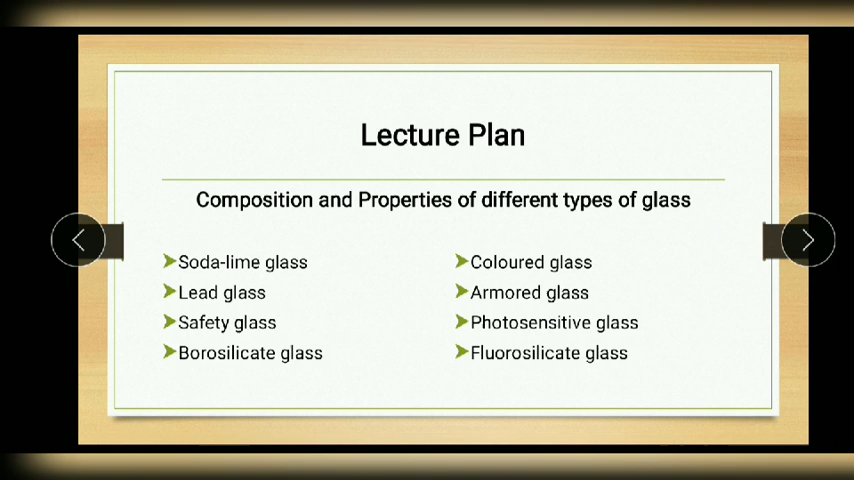 Lecture Plan
Composition and Properties of different types of glass
Soda-lime glass
Lead glass
Safety glass
Borosilicate glass
Coloured glass
Armored glass
Photosensitive glass
Fluorosilicate glass